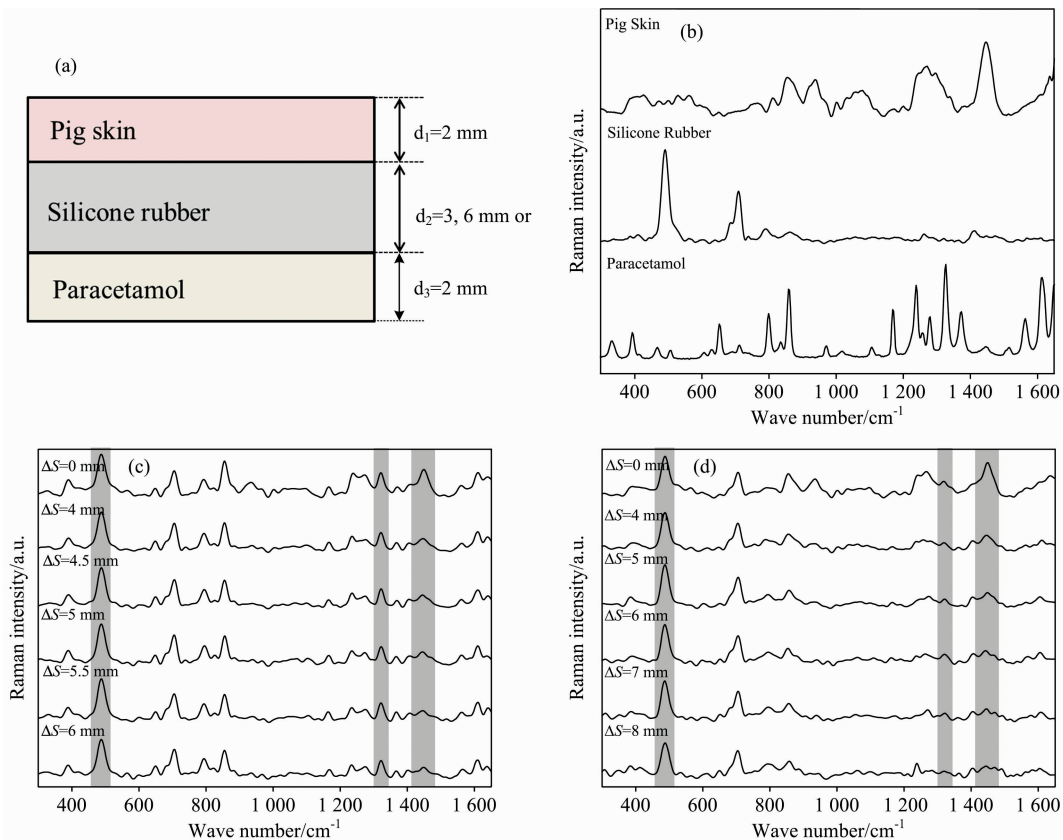 (a)
Pig skin
d1=2 mm
Silicone rubber
d2=3, 6 mm or
Paracetamol
d3=2 mm
(b)
Pig Skin
Silicone Rubber
Paracetamol
Raman intensity/a.u.
400 600 800 1 000 1 200 1 400 1 600
Wave number/cm-1
(c)
ΔS=0 mm
ΔS=4 mm
ΔS=4.5 mm
ΔS=5 mm
ΔS=5.5 mm
ΔS=6 mm
Raman intensity/a.u.
400 600 800 1 000 1 200 1 400 1 600
Wave number/cm-1
(d)
ΔS=0 mm
ΔS=4 mm
ΔS=5 mm
ΔS=6 mm
ΔS=7 mm
ΔS=8 mm
Raman intensity/a.u.
400 600 800 1 000 1 200 1 400 1 600
Wave number/cm-1